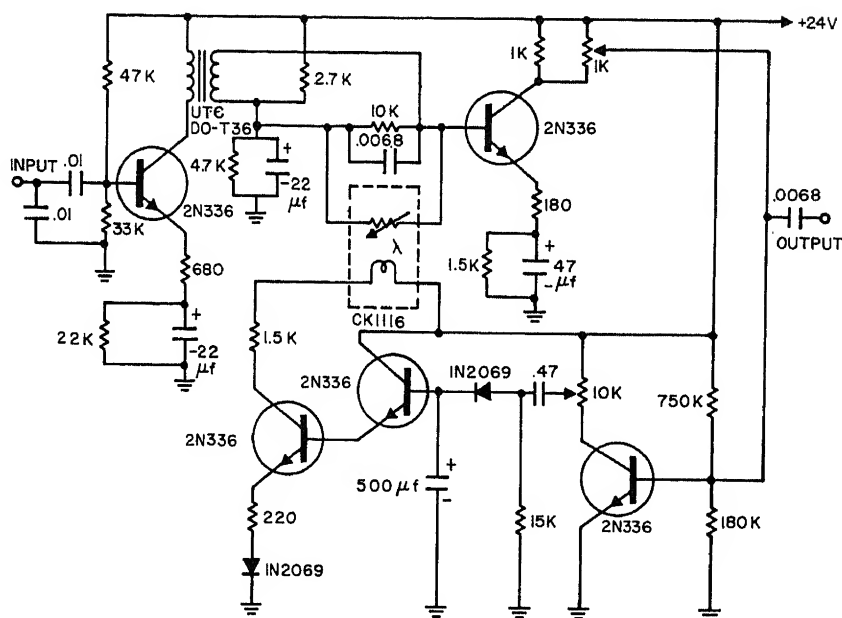 +24V
47K
1K
1K
2.7K
UTC
DO-T36
10K
.0068
2N336
INPUT
.01
4.7K
+
-22
μf
.01
2N336
33K
180
.0068
OUTPUT
λ
680
1.5K
+
47
-
μf
22K
+
-22
μf
CK1116
1.5K
2N336
IN2069
.47
10K
750K
2N336
+
500μf
-
15K
2N336
180K
220
IN2069